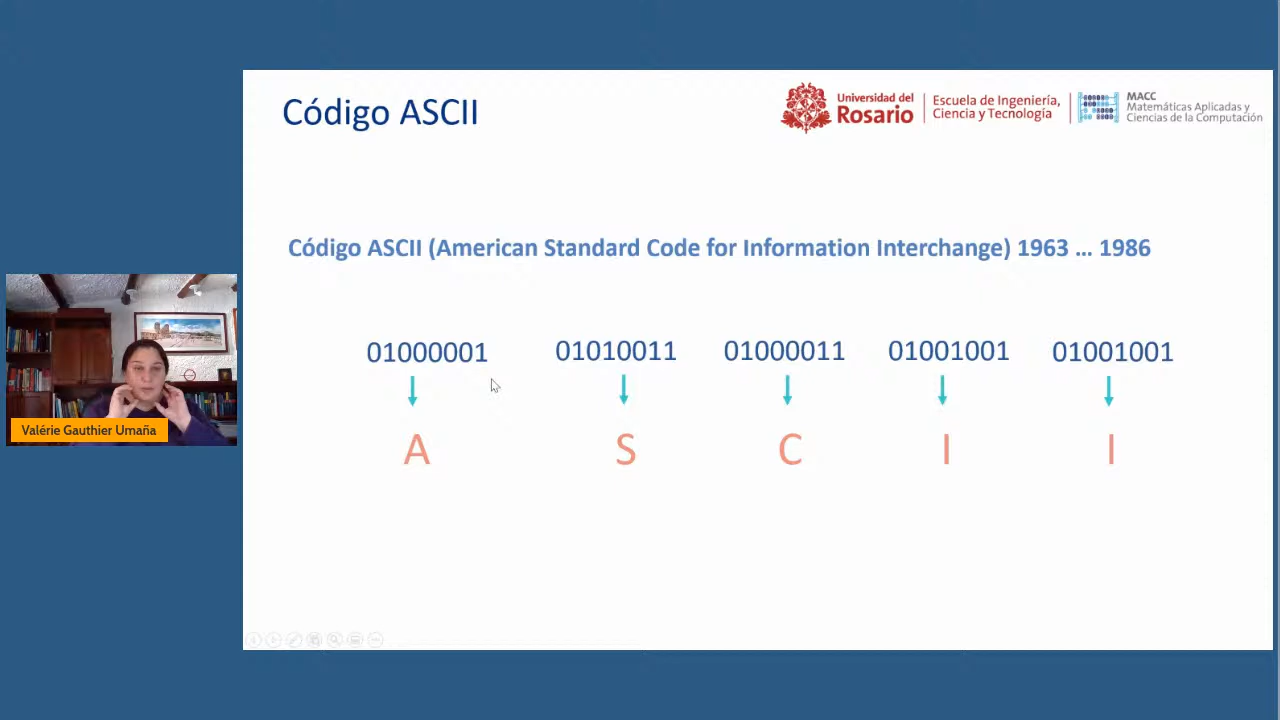 Código ASCII
Universidad del
Rosario
Escuela de Ingeniería,
Ciencia y Tecnología
MACC
Matemáticas Aplicadas y
Ciencias de la Computación
Código ASCII (American Standard Code for Information Interchange) 1963 ... 1986
01000001 01010011 01000011 01001001 01001001
A S C I I
Valérie Gauthier Umaña